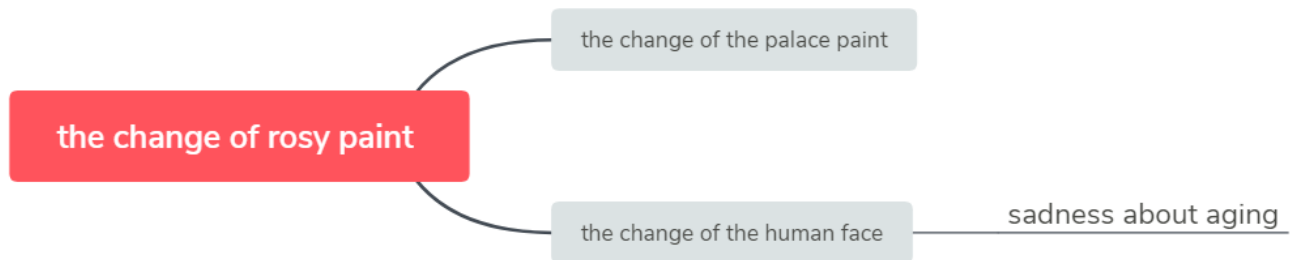 the change of the palace paint
the change of rosy paint
the change of the human face
sadness about aging